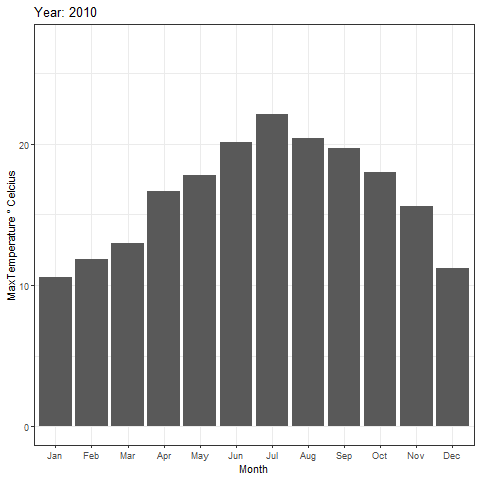 Year: 2010
MaxTemperature ° Celcius
20
10
0
Jan Feb Mar Apr May Jun Jul Aug Sep Oct Nov Dec
Month